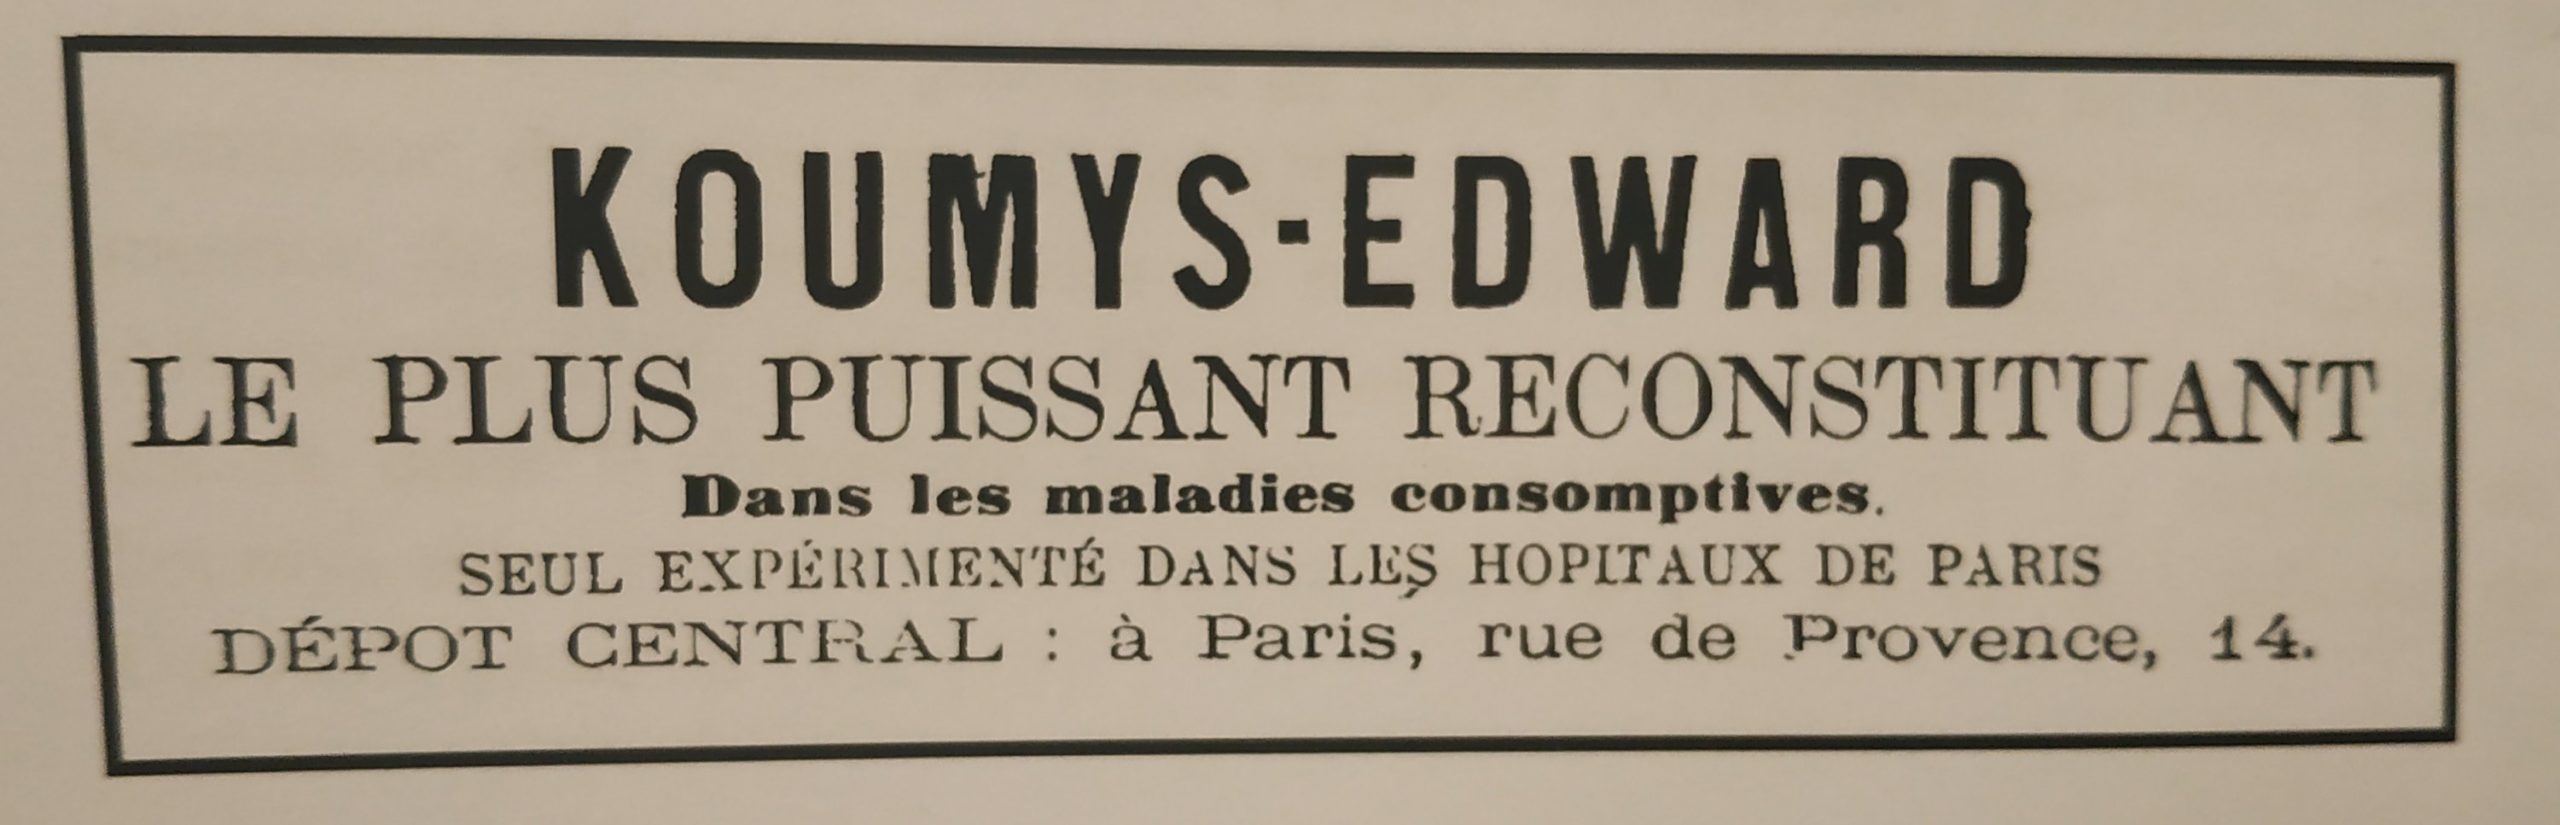 KOUMYS-EDWARD
LE PLUS PUISSANT RECONSTITUANT
Dans les maladies consomptives.
SEUL EXPÉRIMENTÉ DANS LES HOPITAUX DE PARIS
DÉPOT CENTRAL : à Paris, rue de Provence, 14.